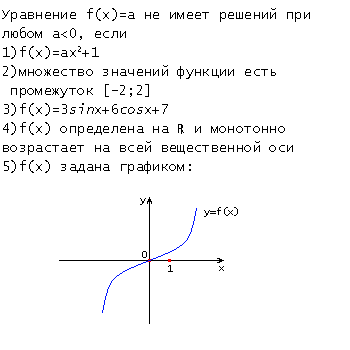 Уравнение f(x)=a не имеет решений при
любом a<0, если
1)f(x)=ax²+1
2)множество значений функции есть
промежуток [-2;2]
3)f(x)=3sinx+6cosx+7
4)f(x) определена на R и монотонно
возрастает на всей вещественной оси
5)f(x) задана графиком:
y
y=f(x)
0
1
x